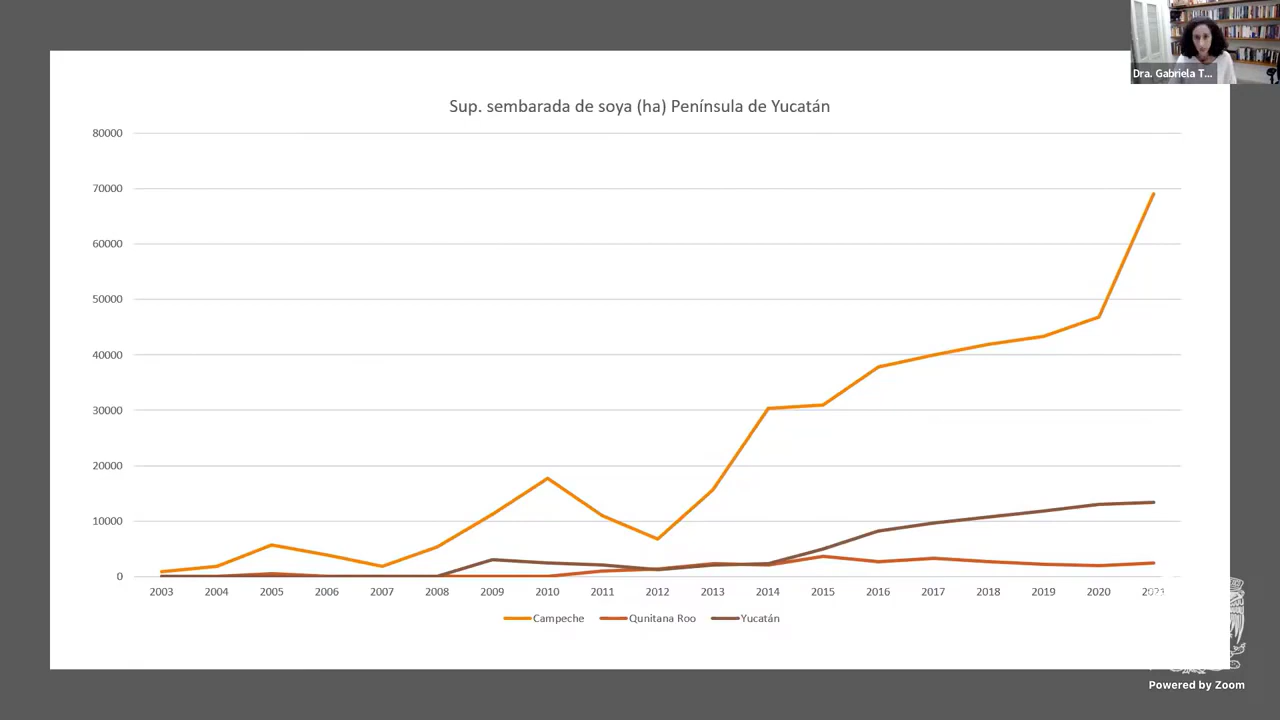 Dra. Gabriela T...
Sup. sembarada de soya (ha) Península de Yucatán
80000
70000
60000
50000
40000
30000
20000
10000
0
2003 2004 2005 2006 2007 2008 2009 2010 2011 2012 2013 2014 2015 2016 2017 2018 2019 2020 2021
Campeche Qunitana Roo Yucatán
Powered by Zoom